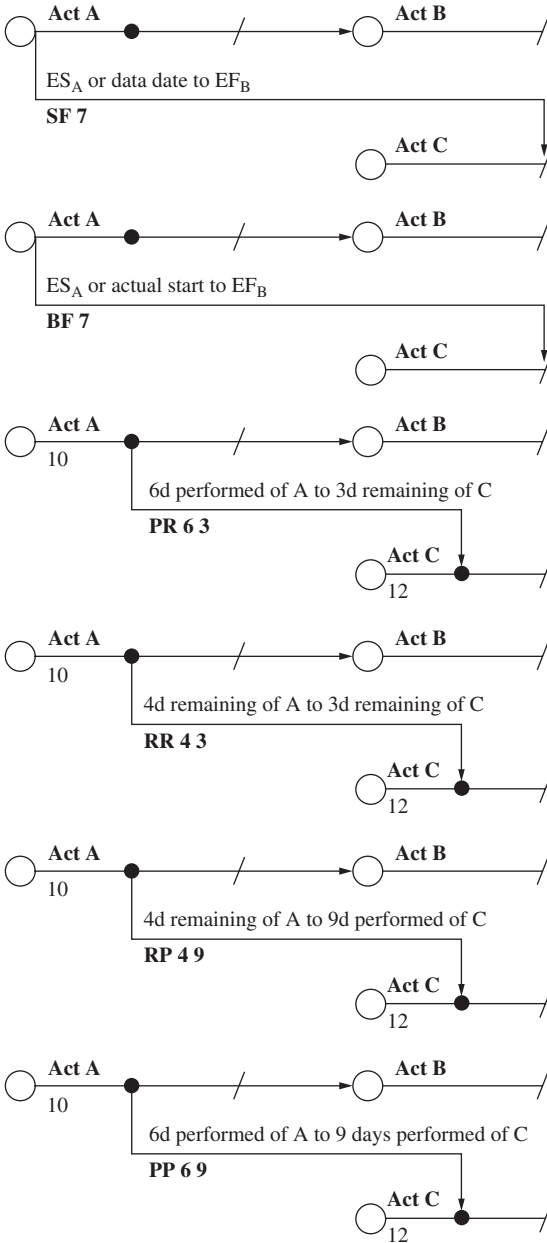 Act A Act B
ES_A or data date to EF_B
SF 7
Act C
Act A Act B
ES_A or actual start to EF_B
BF 7
Act C
Act A Act B
10
6d performed of A to 3d remaining of C
PR 6 3
Act C
12
Act A Act B
10
4d remaining of A to 3d remaining of C
RR 4 3
Act C
12
Act A Act B
10
4d remaining of A to 9d performed of C
RP 4 9
Act C
12
Act A Act B
10
6d performed of A to 9 days performed of C
PP 6 9
Act C
12